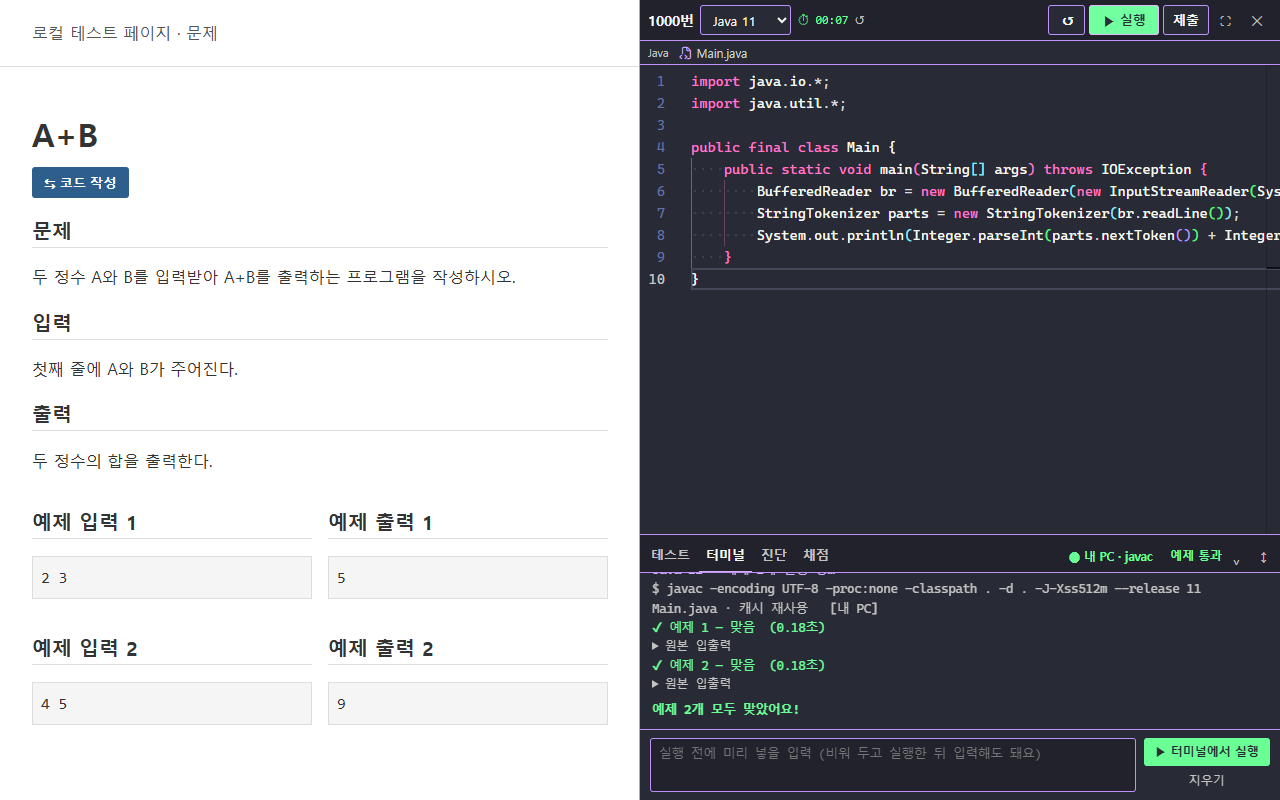 로컬 테스트 페이지 · 문제
A+B
⇆ 코드 작성
문제
두 정수 A와 B를 입력받아 A+B를 출력하는 프로그램을 작성하시오.
입력
첫째 줄에 A와 B가 주어진다.
출력
두 정수의 합을 출력한다.
예제 입력 1
예제 출력 1
2 3
5
예제 입력 2
예제 출력 2
4 5
9
1000번 Java 11 ⏱ 00:07 ↺ ↺ ▶ 실행 제출
Java Main.java
1 import java.io.*;
2 import java.util.*;
3
4 public final class Main {
5 public static void main(String[] args) throws IOException {
6 BufferedReader br = new BufferedReader(new InputStreamReader(Sys
7 StringTokenizer parts = new StringTokenizer(br.readLine());
8 System.out.println(Integer.parseInt(parts.nextToken()) + Integer
9 }
10 }
테스트 터미널 진단 채점 ● 내 PC · javac 예제 통과
$ javac -encoding UTF-8 -proc:none -classpath . -d . -J-Xss512m --release 11
Main.java · 캐시 재사용 [내 PC]
✓ 예제 1 — 맞음 (0.18초)
▶ 원본 입출력
✓ 예제 2 — 맞음 (0.18초)
▶ 원본 입출력
예제 2개 모두 맞았어요!
실행 전에 미리 넣을 입력 (비워 두고 실행한 뒤 입력해도 돼요)
▶ 터미널에서 실행
지우기